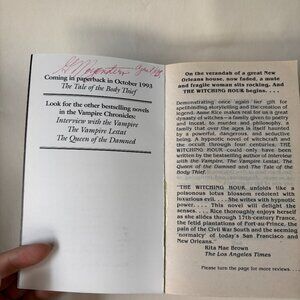 Coming in paperback in October 1993
The Tale of the Body Thief
Look for the other bestselling novels
in the Vampire Chronicles:
Interview with the Vampire
The Vampire Lestat
The Queen of the Damned
On the verandah of a great New
Orleans house, now faded, a mute
and fragile woman sits rocking. And
THE WITCHING HOUR begins. . . .
Demonstrating once again her gift for
spellbinding storytelling and the creation of
legend, Anne Rice makes real for us a great
dynasty of witches—a family given to poetry
and incest, to murder and philosophy, a
family that over the ages is itself haunted
by a powerful, dangerous, and seductive
being. A hypnotic novel of witchcraft and
the occult through four centuries, THE
WITCHING HOUR could only have been
written by the bestselling author of Interview
with the Vampire, The Vampire Lestat, The
Queen of the Damned and The Tale of the
Body Thief.
"THE WITCHING HOUR unfolds like a
poisonous lotus blossom redolent with
luxurious evil. . . . She writes with hypnotic
power. . . . This novel will delight the
senses. . . . Rice thoroughly enjoys herself
as she slides through 17th century France,
the fetid plantations of Port-au-Prince, the
pain of the Civil War South and the seeming
'normalcy' of today's San Francisco and
New Orleans."
Rita Mae Brown
The Los Angeles Times
Please turn the page for more reviews. . .